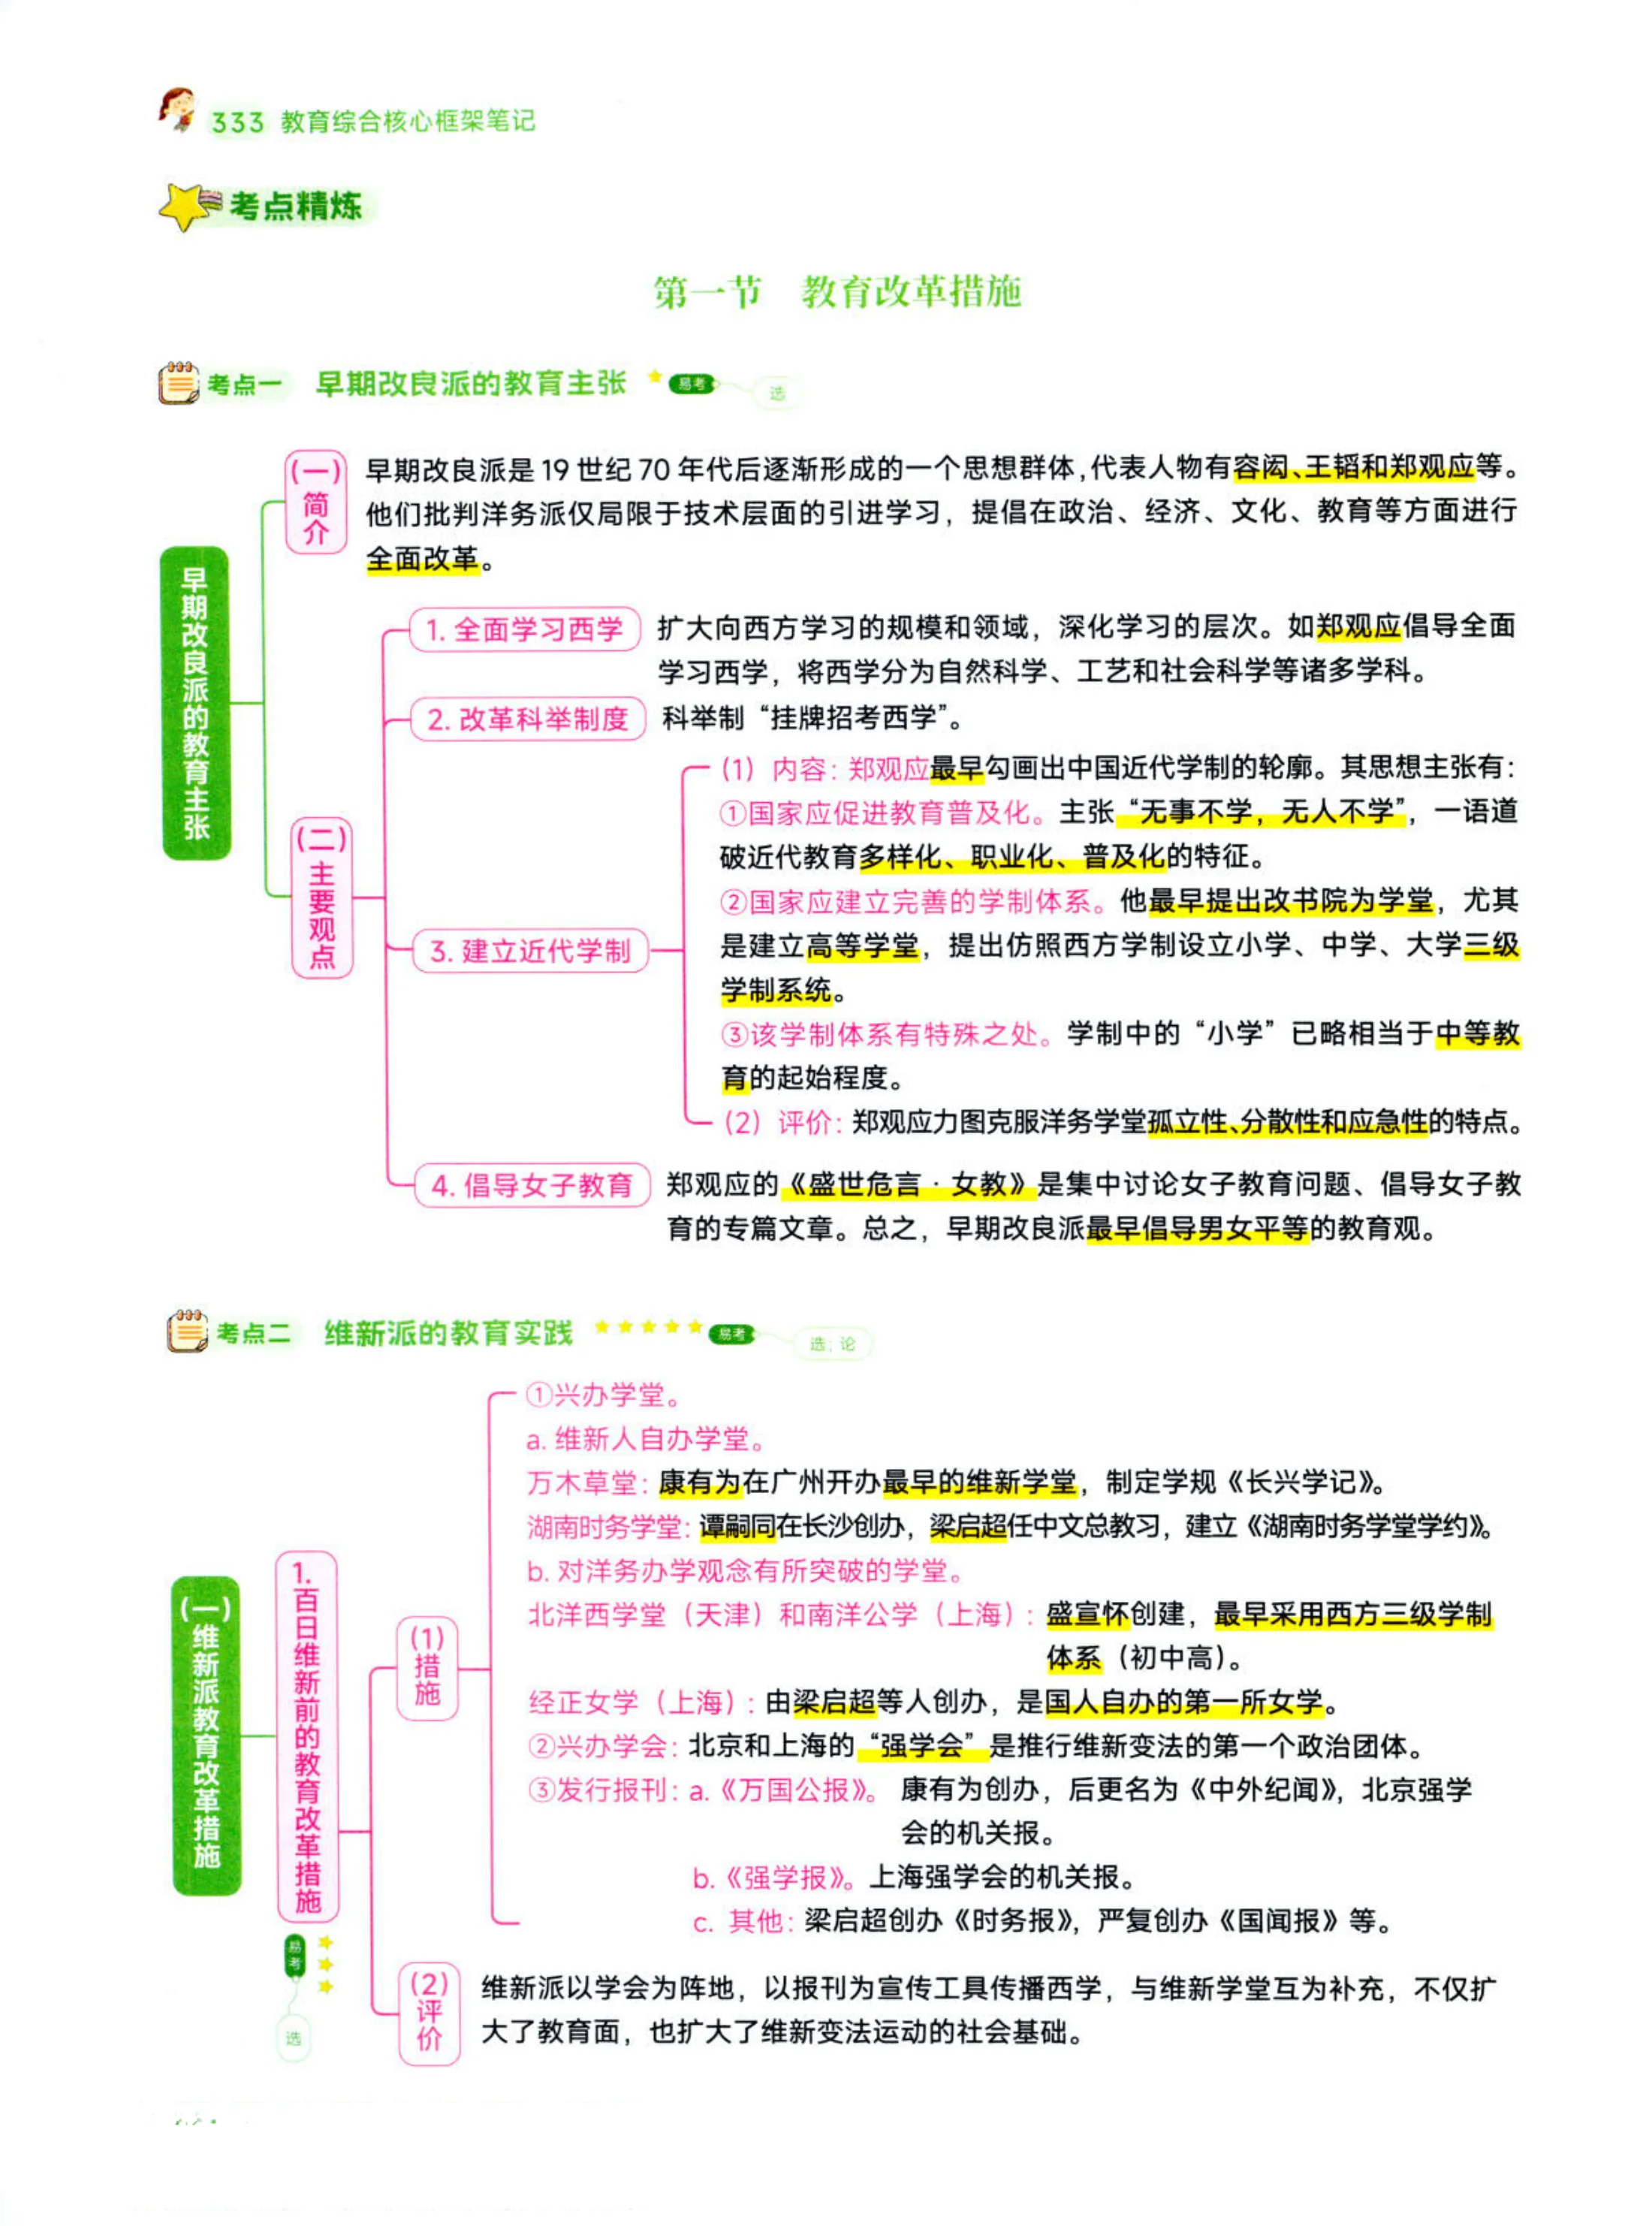 333 教育综合核心框架笔记
考点精炼
第一节 教育改革措施
考点一 早期改良派的教育主张 易考 选
早期改良派的教育主张
(一)简介
早期改良派是19世纪70年代后逐渐形成的一个思想群体,代表人物有容闳、王韬和郑观应等。
他们批判洋务派仅局限于技术层面的引进学习，提倡在政治、经济、文化、教育等方面进行
全面改革。
(二)主要观点
1. 全面学习西学 扩大向西方学习的规模和领域，深化学习的层次。如郑观应倡导全面
学习西学，将西学分为自然科学、工艺和社会科学等诸多学科。
2. 改革科举制度 科举制“挂牌招考西学”。
3. 建立近代学制
(1) 内容：郑观应最早勾画出中国近代学制的轮廓。其思想主张有：
①国家应促进教育普及化。主张“无事不学，无人不学”，一语道
破近代教育多样化、职业化、普及化的特征。
②国家应建立完善的学制体系。他最早提出改书院为学堂，尤其
是建立高等学堂，提出仿照西方学制设立小学、中学、大学三级
学制系统。
③该学制体系有特殊之处。学制中的“小学”已略相当于中等教
育的起始程度。
(2) 评价：郑观应力图克服洋务学堂孤立性、分散性和应急性的特点。
4. 倡导女子教育 郑观应的《盛世危言·女教》是集中讨论女子教育问题、倡导女子教
育的专篇文章。总之，早期改良派最早倡导男女平等的教育观。
考点二 维新派的教育实践 易考 选；论
(一)维新派教育改革措施
1.百日维新前的教育改革措施
易考
选
(1)措施
①兴办学堂。
a. 维新人自办学堂。
万木草堂：康有为在广州开办最早的维新学堂，制定学规《长兴学记》。
湖南时务学堂：谭嗣同在长沙创办，梁启超任中文总教习，建立《湖南时务学堂学约》。
b. 对洋务办学观念有所突破的学堂。
北洋西学堂（天津）和南洋公学（上海）：盛宣怀创建，最早采用西方三级学制
体系（初中高）。
经正女学（上海）：由梁启超等人创办，是国人自办的第一所女学。
②兴办学会：北京和上海的“强学会”是推行维新变法的第一个政治团体。
③发行报刊：a.《万国公报》。 康有为创办，后更名为《中外纪闻》，北京强学
会的机关报。
b.《强学报》。上海强学会的机关报。
c. 其他：梁启超创办《时务报》，严复创办《国闻报》等。
(2)评价
维新派以学会为阵地，以报刊为宣传工具传播西学，与维新学堂互为补充，不仅扩
大了教育面，也扩大了维新变法运动的社会基础。